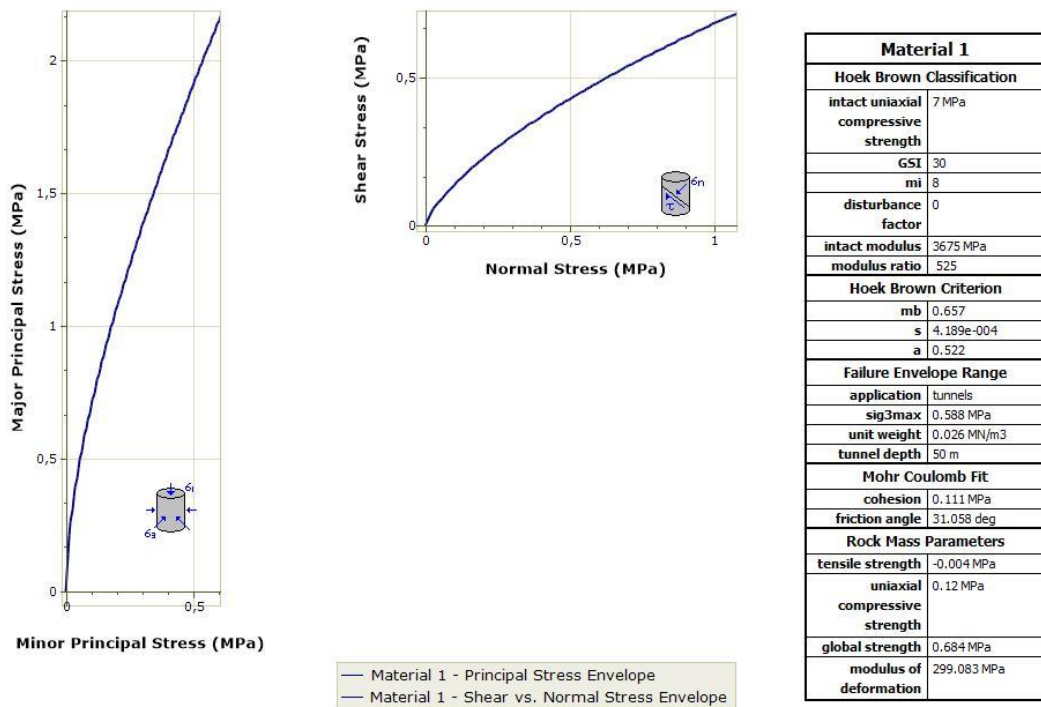 Major Principal Stress (MPa)
2
1,5
1
0,5
0
0
0,5
Minor Principal Stress (MPa)
σ1
σ3
Shear Stress (MPa)
0,5
0
0
0,5
1
Normal Stress (MPa)
σn
τ
Material 1 - Principal Stress Envelope
Material 1 - Shear vs. Normal Stress Envelope
Material 1
Hoek Brown Classification
intact uniaxial 7 MPa
compressive
strength
GSI 30
mi 8
disturbance 0
factor
intact modulus 3675 MPa
modulus ratio 525
Hoek Brown Criterion
mb 0.657
s 4.189e-004
a 0.522
Failure Envelope Range
application tunnels
sig3max 0.588 MPa
unit weight 0.026 MN/m3
tunnel depth 50 m
Mohr Coulomb Fit
cohesion 0.111 MPa
friction angle 31.058 deg
Rock Mass Parameters
tensile strength -0.004 MPa
uniaxial 0.12 MPa
compressive
strength
global strength 0.684 MPa
modulus of 299.083 MPa
deformation